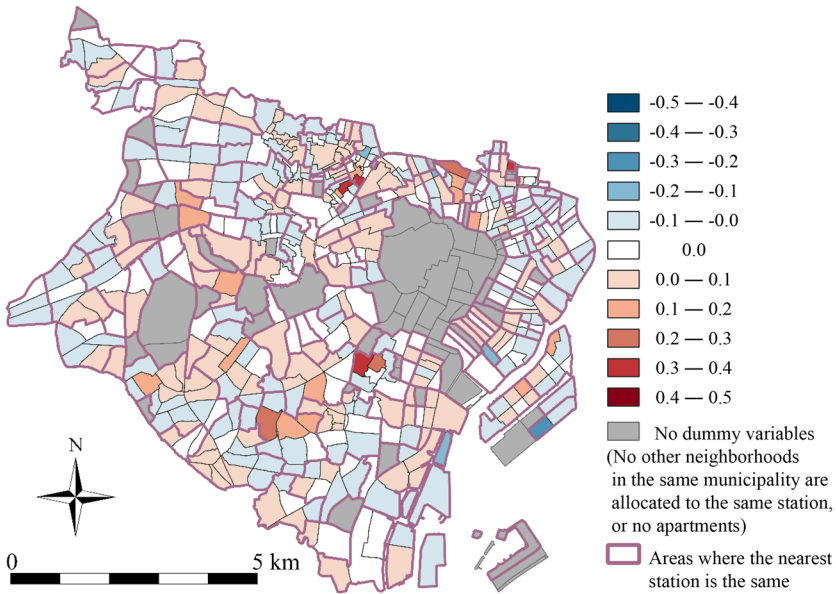 -0.5 — -0.4
-0.4 — -0.3
-0.3 — -0.2
-0.2 — -0.1
-0.1 — -0.0
0.0
0.0 — 0.1
0.1 — 0.2
0.2 — 0.3
0.3 — 0.4
0.4 — 0.5
No dummy variables
(No other neighborhoods
in the same municipality are
allocated to the same station,
or no apartments)
Areas where the nearest
station is the same
N
0 5 km